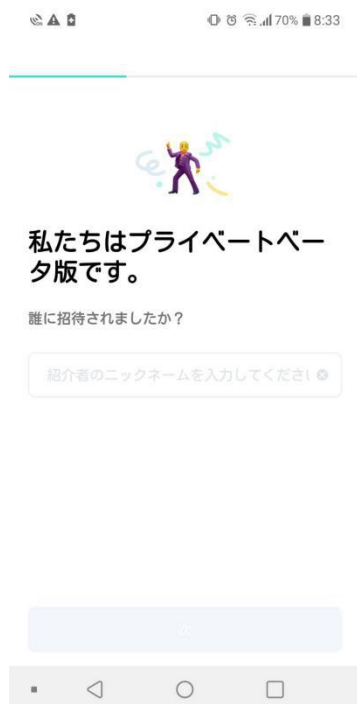 70% 8:33
私たちはプライベートベー
タ版です。
誰に招待されましたか？
紹介者のニックネームを入力してくださ